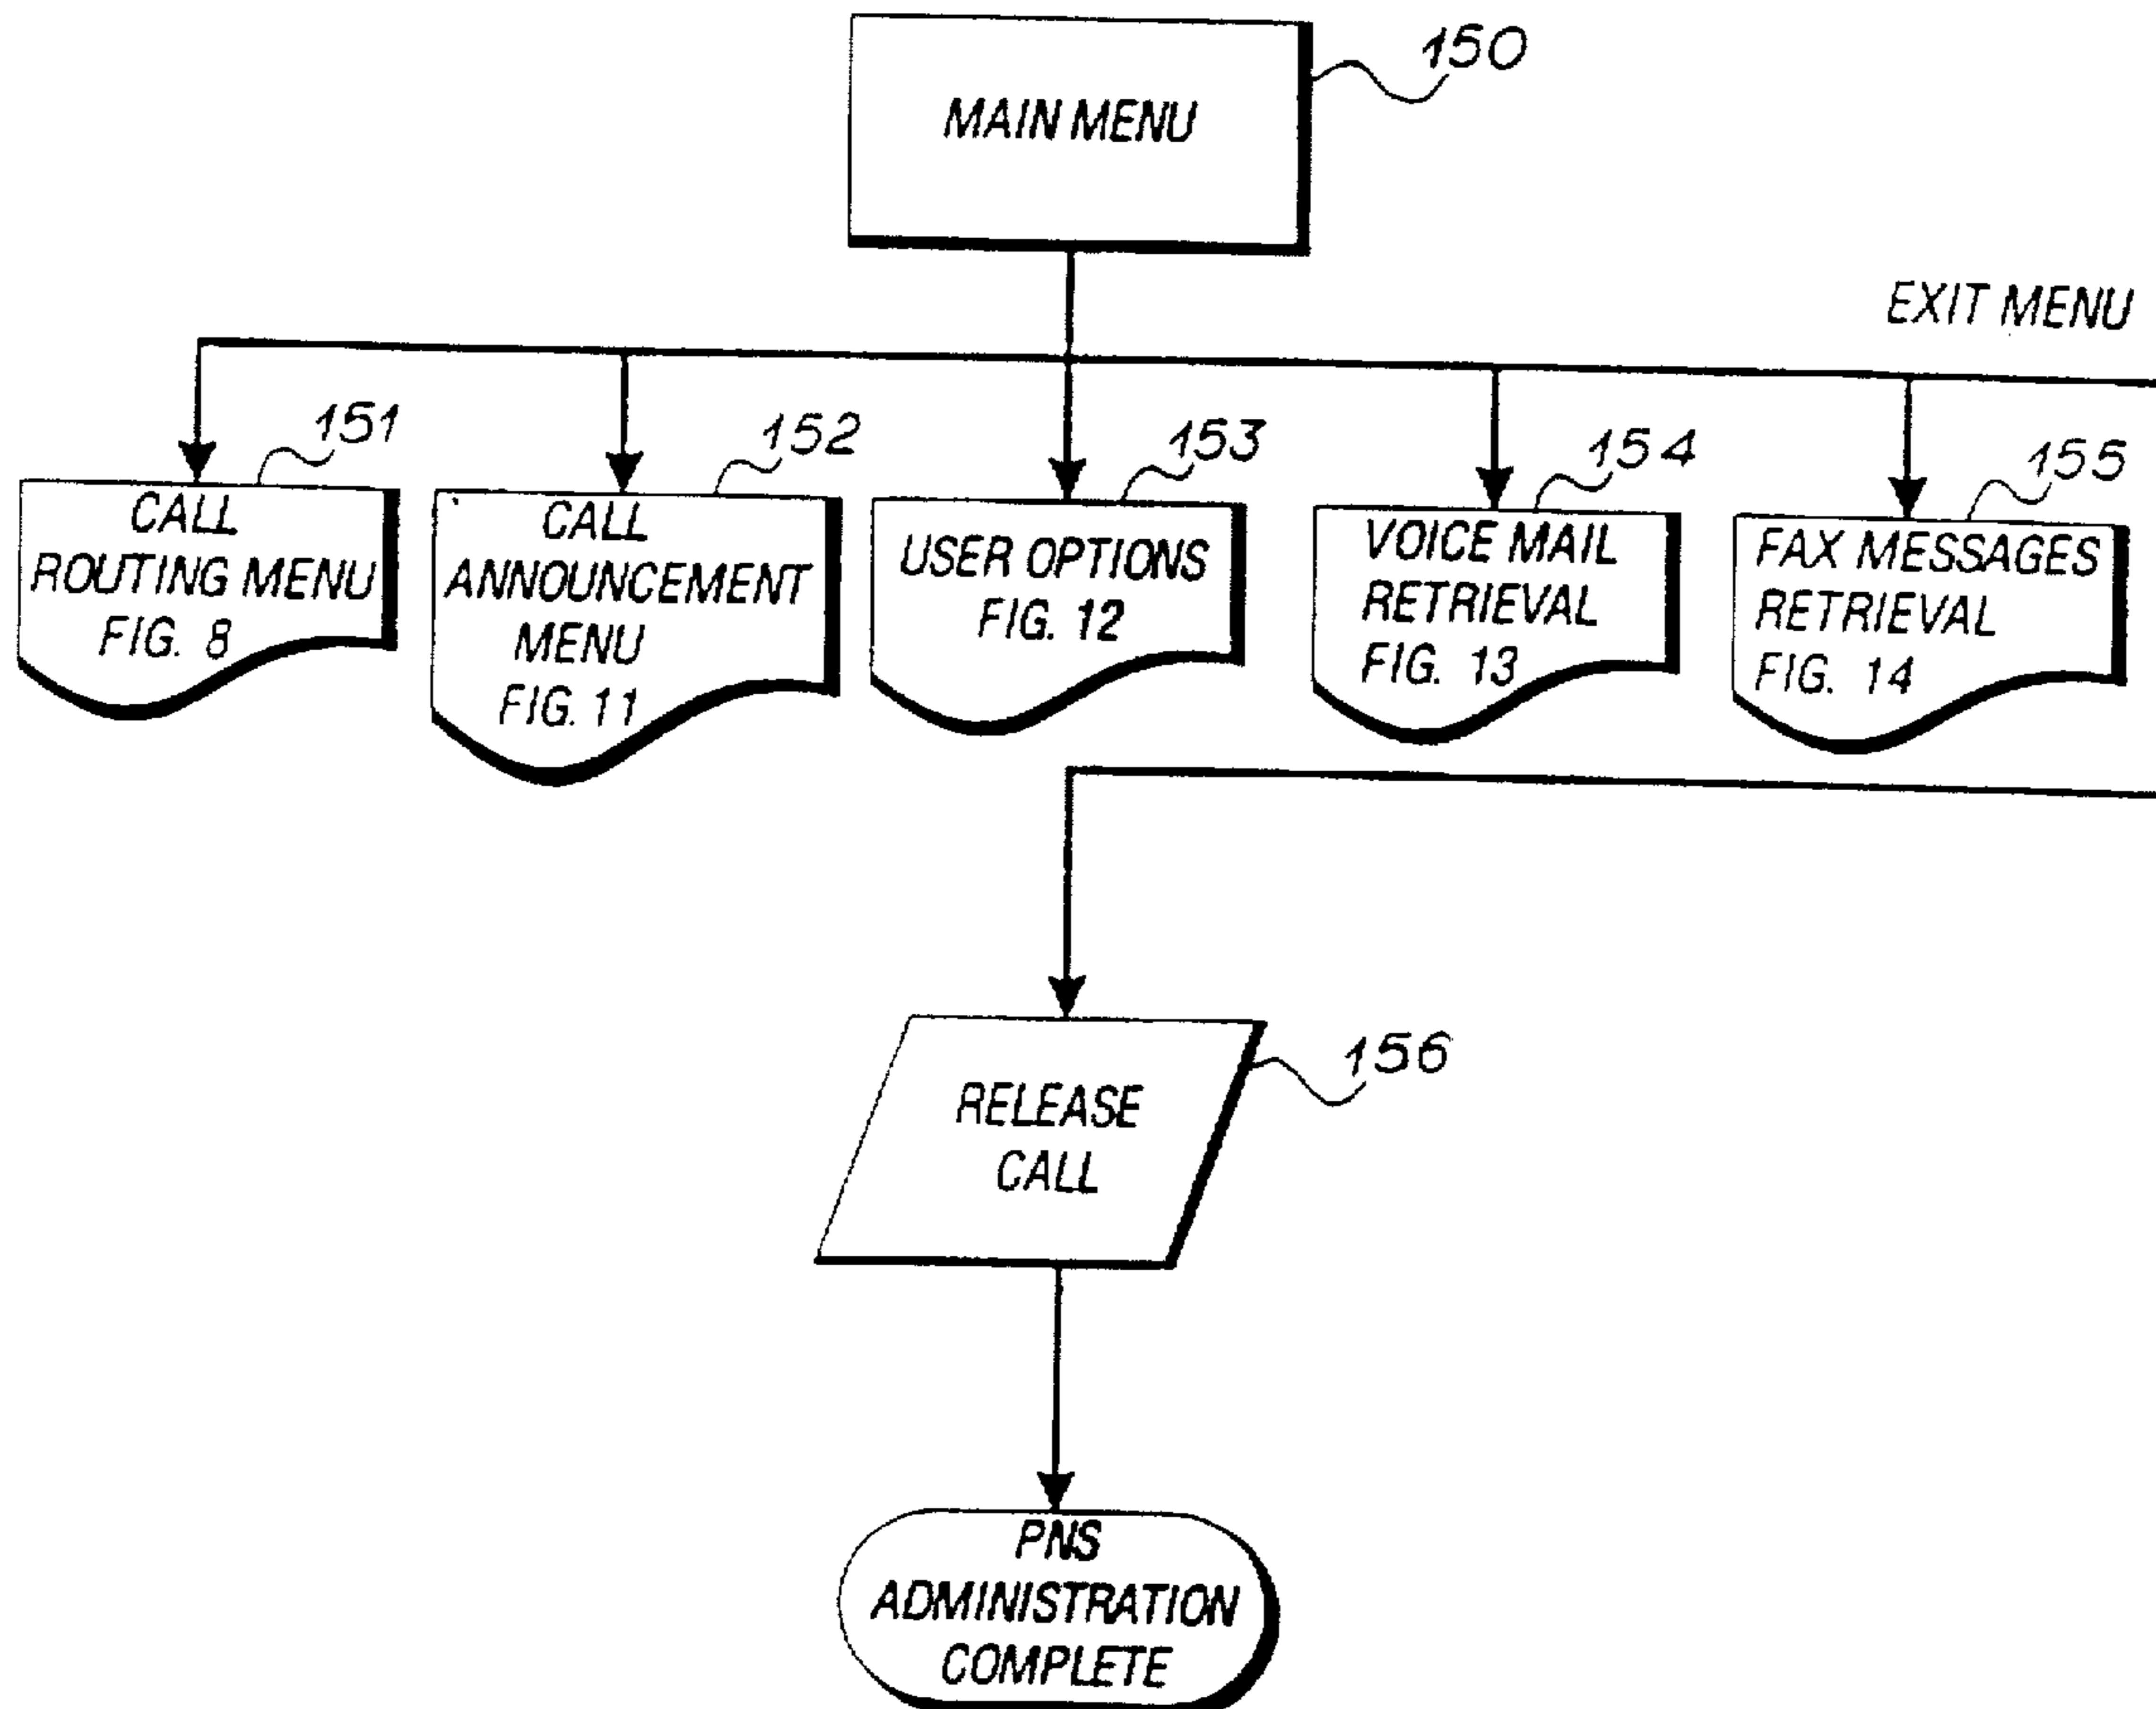 150
MAIN MENU
EXIT MENU
151
152
153
154
155
CALL
ROUTING MENU
FIG. 8
CALL
ANNOUNCEMENT
MENU
FIG. 11
USER OPTIONS
FIG. 12
VOICE MAIL
RETRIEVAL
FIG. 13
FAX MESSAGES
RETRIEVAL
FIG. 14
156
RELEASE
CALL
PNS
ADMINISTRATION
COMPLETE